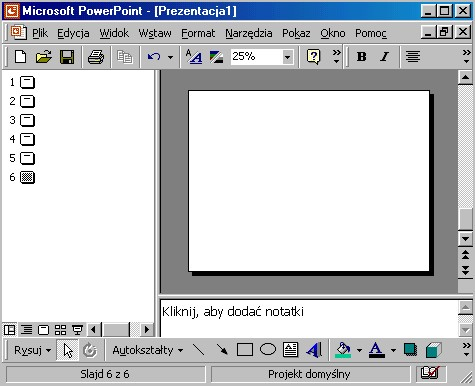 Microsoft PowerPoint - [Prezentacja1]
Plik Edycja Widok Wstaw Format Narzędzia Pokaz Okno Pomoc
25% B I
1
2
3
4
5
6
Kliknij, aby dodać notatki
Rysuj Autokształty
Slajd 6 z 6 Projekt domyślny